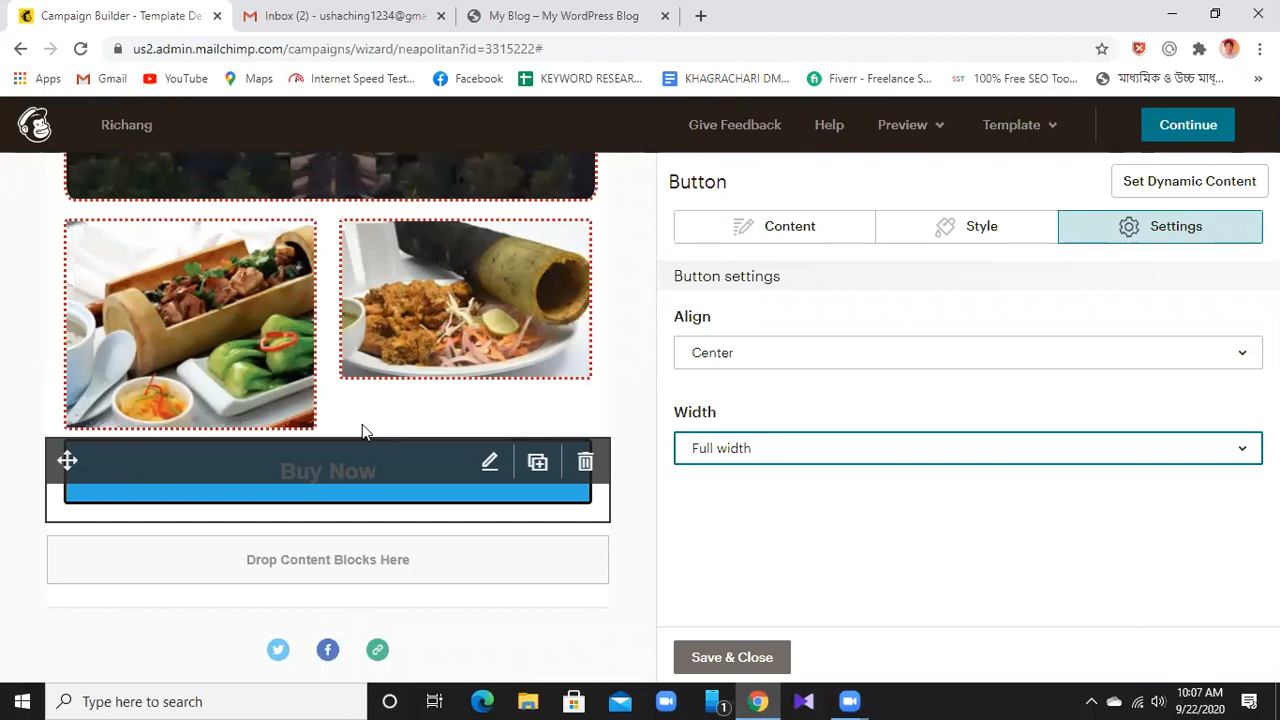 Campaign Builder - Template De
Inbox (2) - ushaching1234@gma
My Blog – My WordPress Blog
us2.admin.mailchimp.com/campaigns/wizard/neapolitan?id=3315222#
Apps
Gmail
YouTube
Maps
Internet Speed Test...
Facebook
KEYWORD RESEAR...
KHAGRACHARI DM...
Fiverr - Freelance S...
SST 100% Free SEO Too...
মাধ্যমিক ও উচ্চ মাধ্...
»
Richang
Give Feedback
Help
Preview
Template
Continue
Button
Set Dynamic Content
Content
Style
Settings
Button settings
Align
Center
Width
Full width
Buy Now
Drop Content Blocks Here
Save & Close
Type here to search
1
10:07 AM
9/22/2020